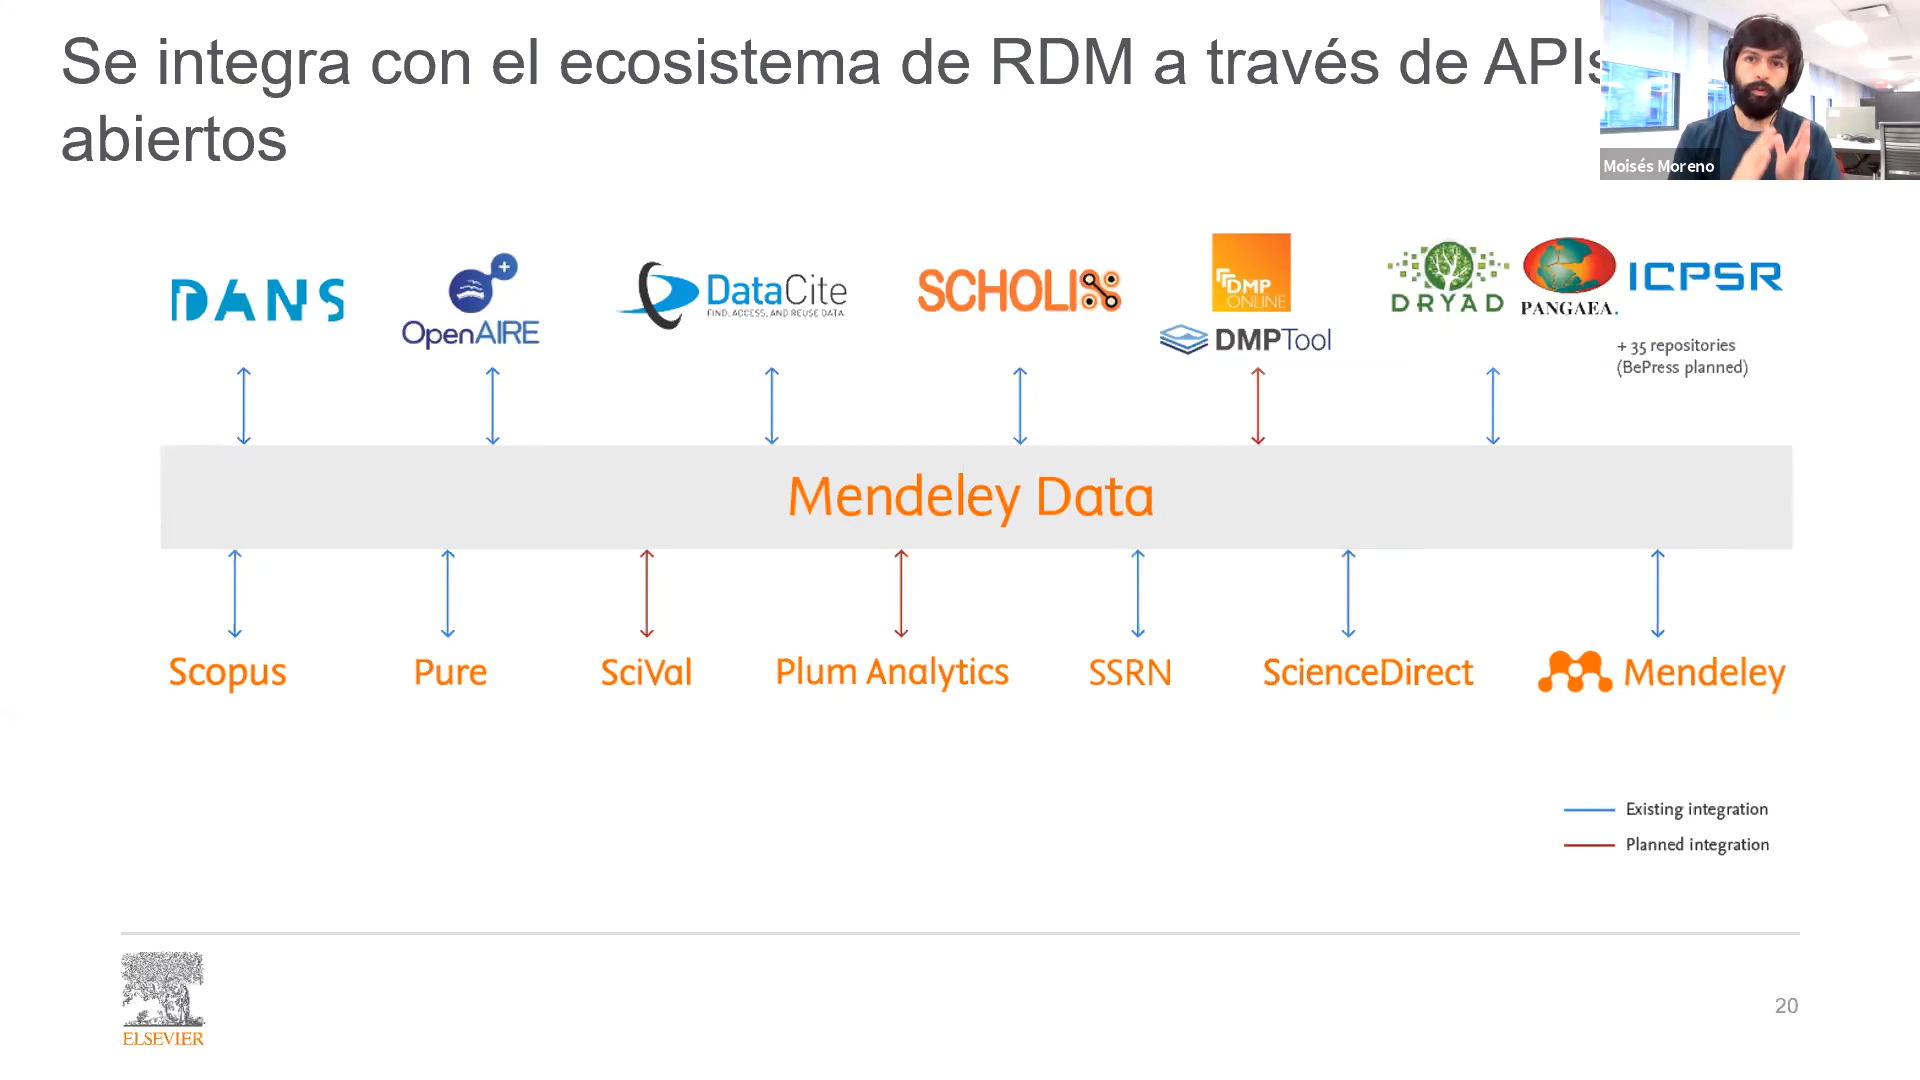 Se integra con el ecosistema de RDM a través de APIs
abiertos
Moisés Moreno
DANS
OpenAIRE
DataCite
FIND, ACCESS, AND REUSE DATA
SCHOLIX
DMP
ONLINE
DMPTool
DRYAD
PANGAEA.
ICPSR
+ 35 repositories
(BePress planned)
Mendeley Data
Scopus
Pure
SciVal
Plum Analytics
SSRN
ScienceDirect
Mendeley
Existing integration
Planned integration
ELSEVIER
20